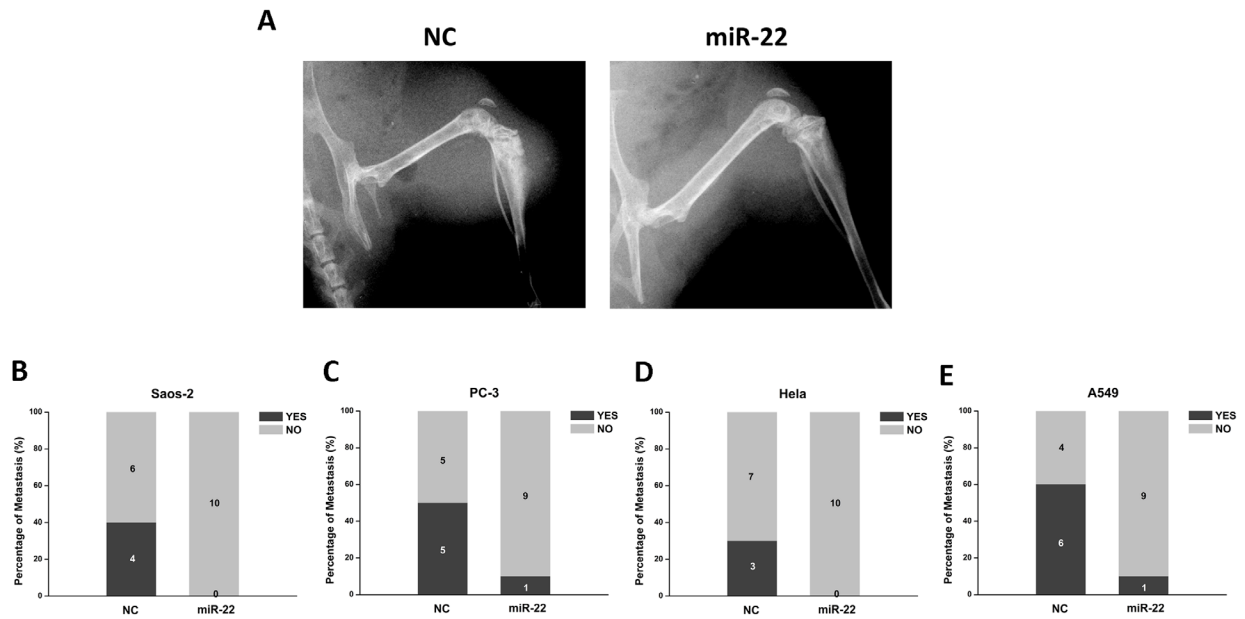 A
NC
miR-22
B
Saos-2
Percentage of Metastasis (%)
100
80
60
40
20
0
6
4
10
0
NC
miR-22
YES
NO
C
PC-3
Percentage of Metastasis (%)
100
80
60
40
20
0
5
5
9
1
NC
miR-22
YES
NO
D
Hela
Percentage of Metastasis (%)
100
80
60
40
20
0
7
3
10
0
NC
miR-22
YES
NO
E
A549
Percentage of Metastasis (%)
100
80
60
40
20
0
4
6
9
1
NC
miR-22
YES
NO